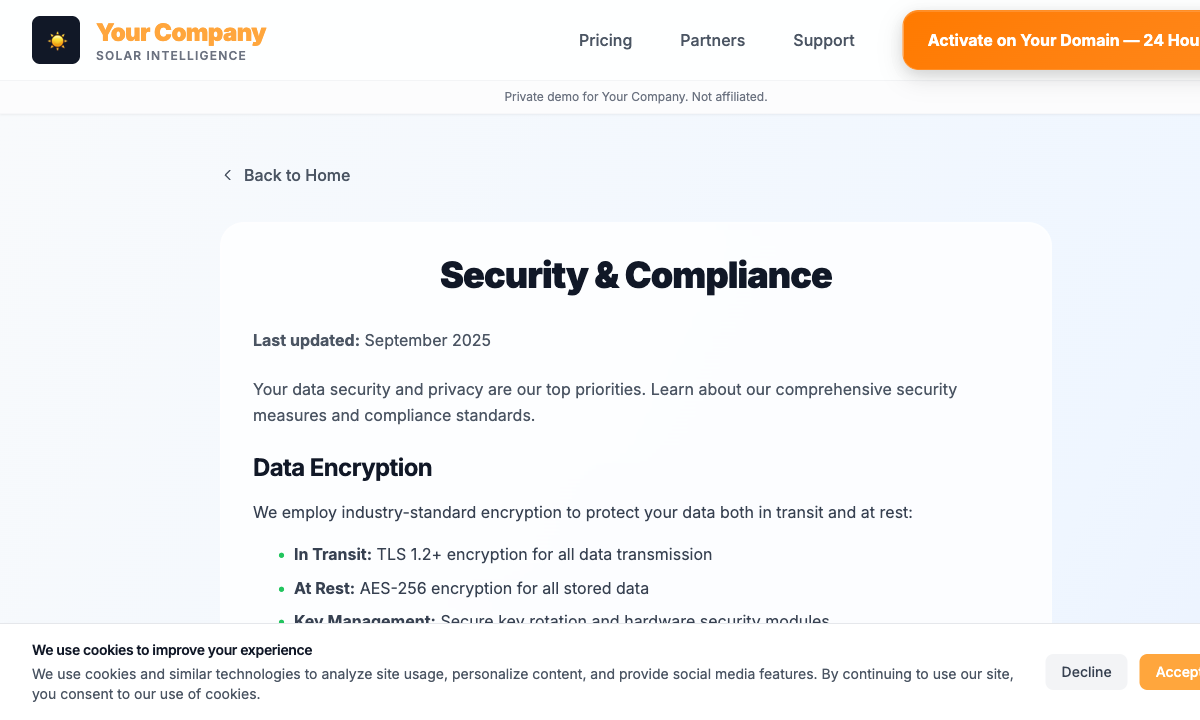 Your Company
SOLAR INTELLIGENCE
Pricing
Partners
Support
Activate on Your Domain — 24 Hou
Private demo for Your Company. Not affiliated.
Back to Home
Security & Compliance
Last updated: September 2025
Your data security and privacy are our top priorities. Learn about our comprehensive security
measures and compliance standards.
Data Encryption
We employ industry-standard encryption to protect your data both in transit and at rest:
In Transit: TLS 1.2+ encryption for all data transmission
At Rest: AES-256 encryption for all stored data
Key Management: Secure key rotation and hardware security modules
We use cookies to improve your experience
We use cookies and similar technologies to analyze site usage, personalize content, and provide social media features. By continuing to use our site,
you consent to our use of cookies.
Decline
Accep